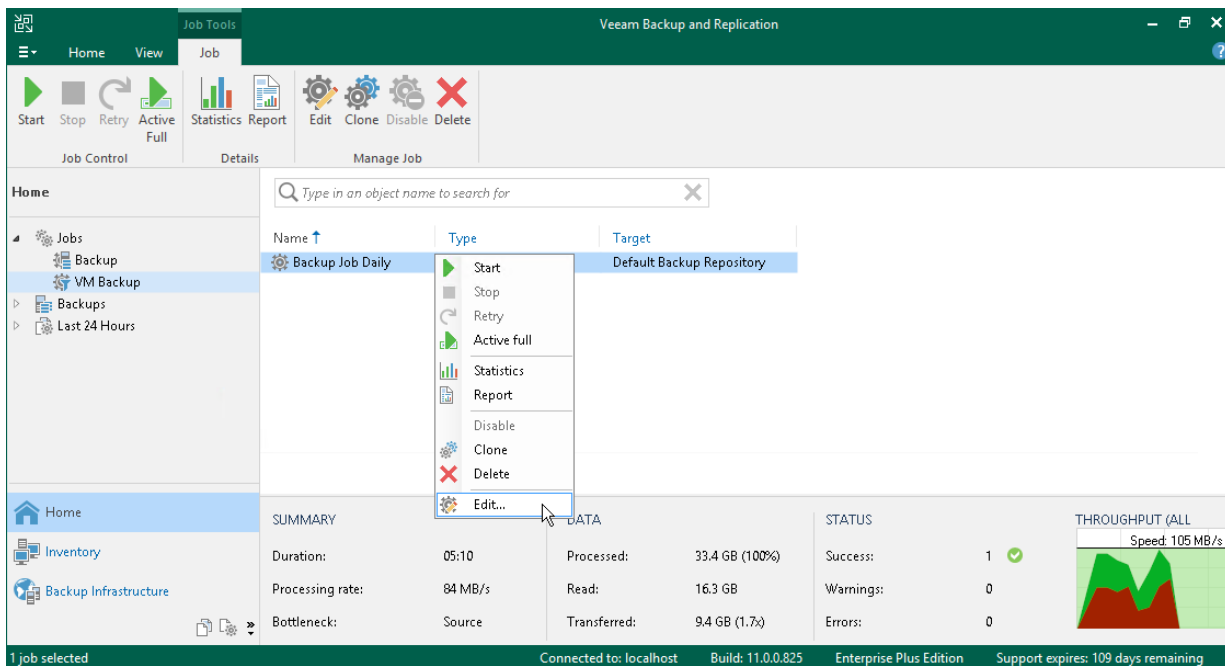 Job Tools
Veeam Backup and Replication
Home View Job
Start Stop Retry Active Full
Statistics Report
Edit Clone Disable Delete
Job Control
Details
Manage Job
Home
Type in an object name to search for
Jobs
Backup
VM Backup
Backups
Last 24 Hours
Name Type Target
Backup Job Daily Default Backup Repository
Start
Stop
Retry
Active full
Statistics
Report
Disable
Clone
Delete
Edit...
Home
Inventory
Backup Infrastructure
SUMMARY
Duration: 05:10
Processing rate: 84 MB/s
Bottleneck: Source
DATA
Processed: 33.4 GB (100%)
Read: 16.3 GB
Transferred: 9.4 GB (1.7x)
STATUS
Success: 1
Warnings: 0
Errors: 0
THROUGHPUT (ALL
Speed: 105 MB/s
1 job selected
Connected to: localhost
Build: 11.0.0.825
Enterprise Plus Edition
Support expires: 109 days remaining